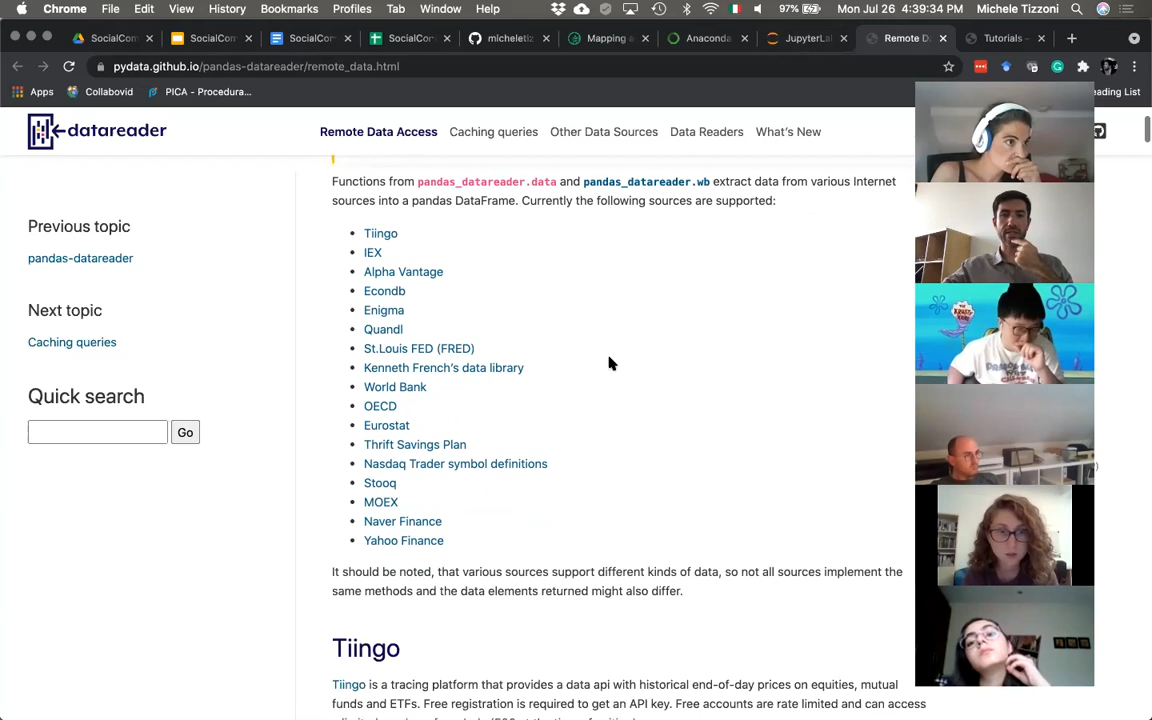 Chrome File Edit View History Bookmarks Profiles Tab Window Help 97% Mon Jul 26 4:39:34 PM Michele Tizzoni
SocialCom SocialCor SocialCor SocialCor micheletiz Mapping a Anaconda JupyterLa Remote D Tutorials –
pydata.github.io/pandas-datareader/remote_data.html
Apps Collabovid PICA - Procedura... eading List
datareader Remote Data Access Caching queries Other Data Sources Data Readers What's New
Functions from pandas_datareader.data and pandas_datareader.wb extract data from various Internet
sources into a pandas DataFrame. Currently the following sources are supported:
Previous topic
pandas-datareader
Next topic
Caching queries
Quick search
Go
• Tiingo
• IEX
• Alpha Vantage
• Econdb
• Enigma
• Quandl
• St.Louis FED (FRED)
• Kenneth French's data library
• World Bank
• OECD
• Eurostat
• Thrift Savings Plan
• Nasdaq Trader symbol definitions
• Stooq
• MOEX
• Naver Finance
• Yahoo Finance
It should be noted, that various sources support different kinds of data, so not all sources implement the
same methods and the data elements returned might also differ.
Tiingo
Tiingo is a tracing platform that provides a data api with historical end-of-day prices on equities, mutual
funds and ETFs. Free registration is required to get an API key. Free accounts are rate limited and can access